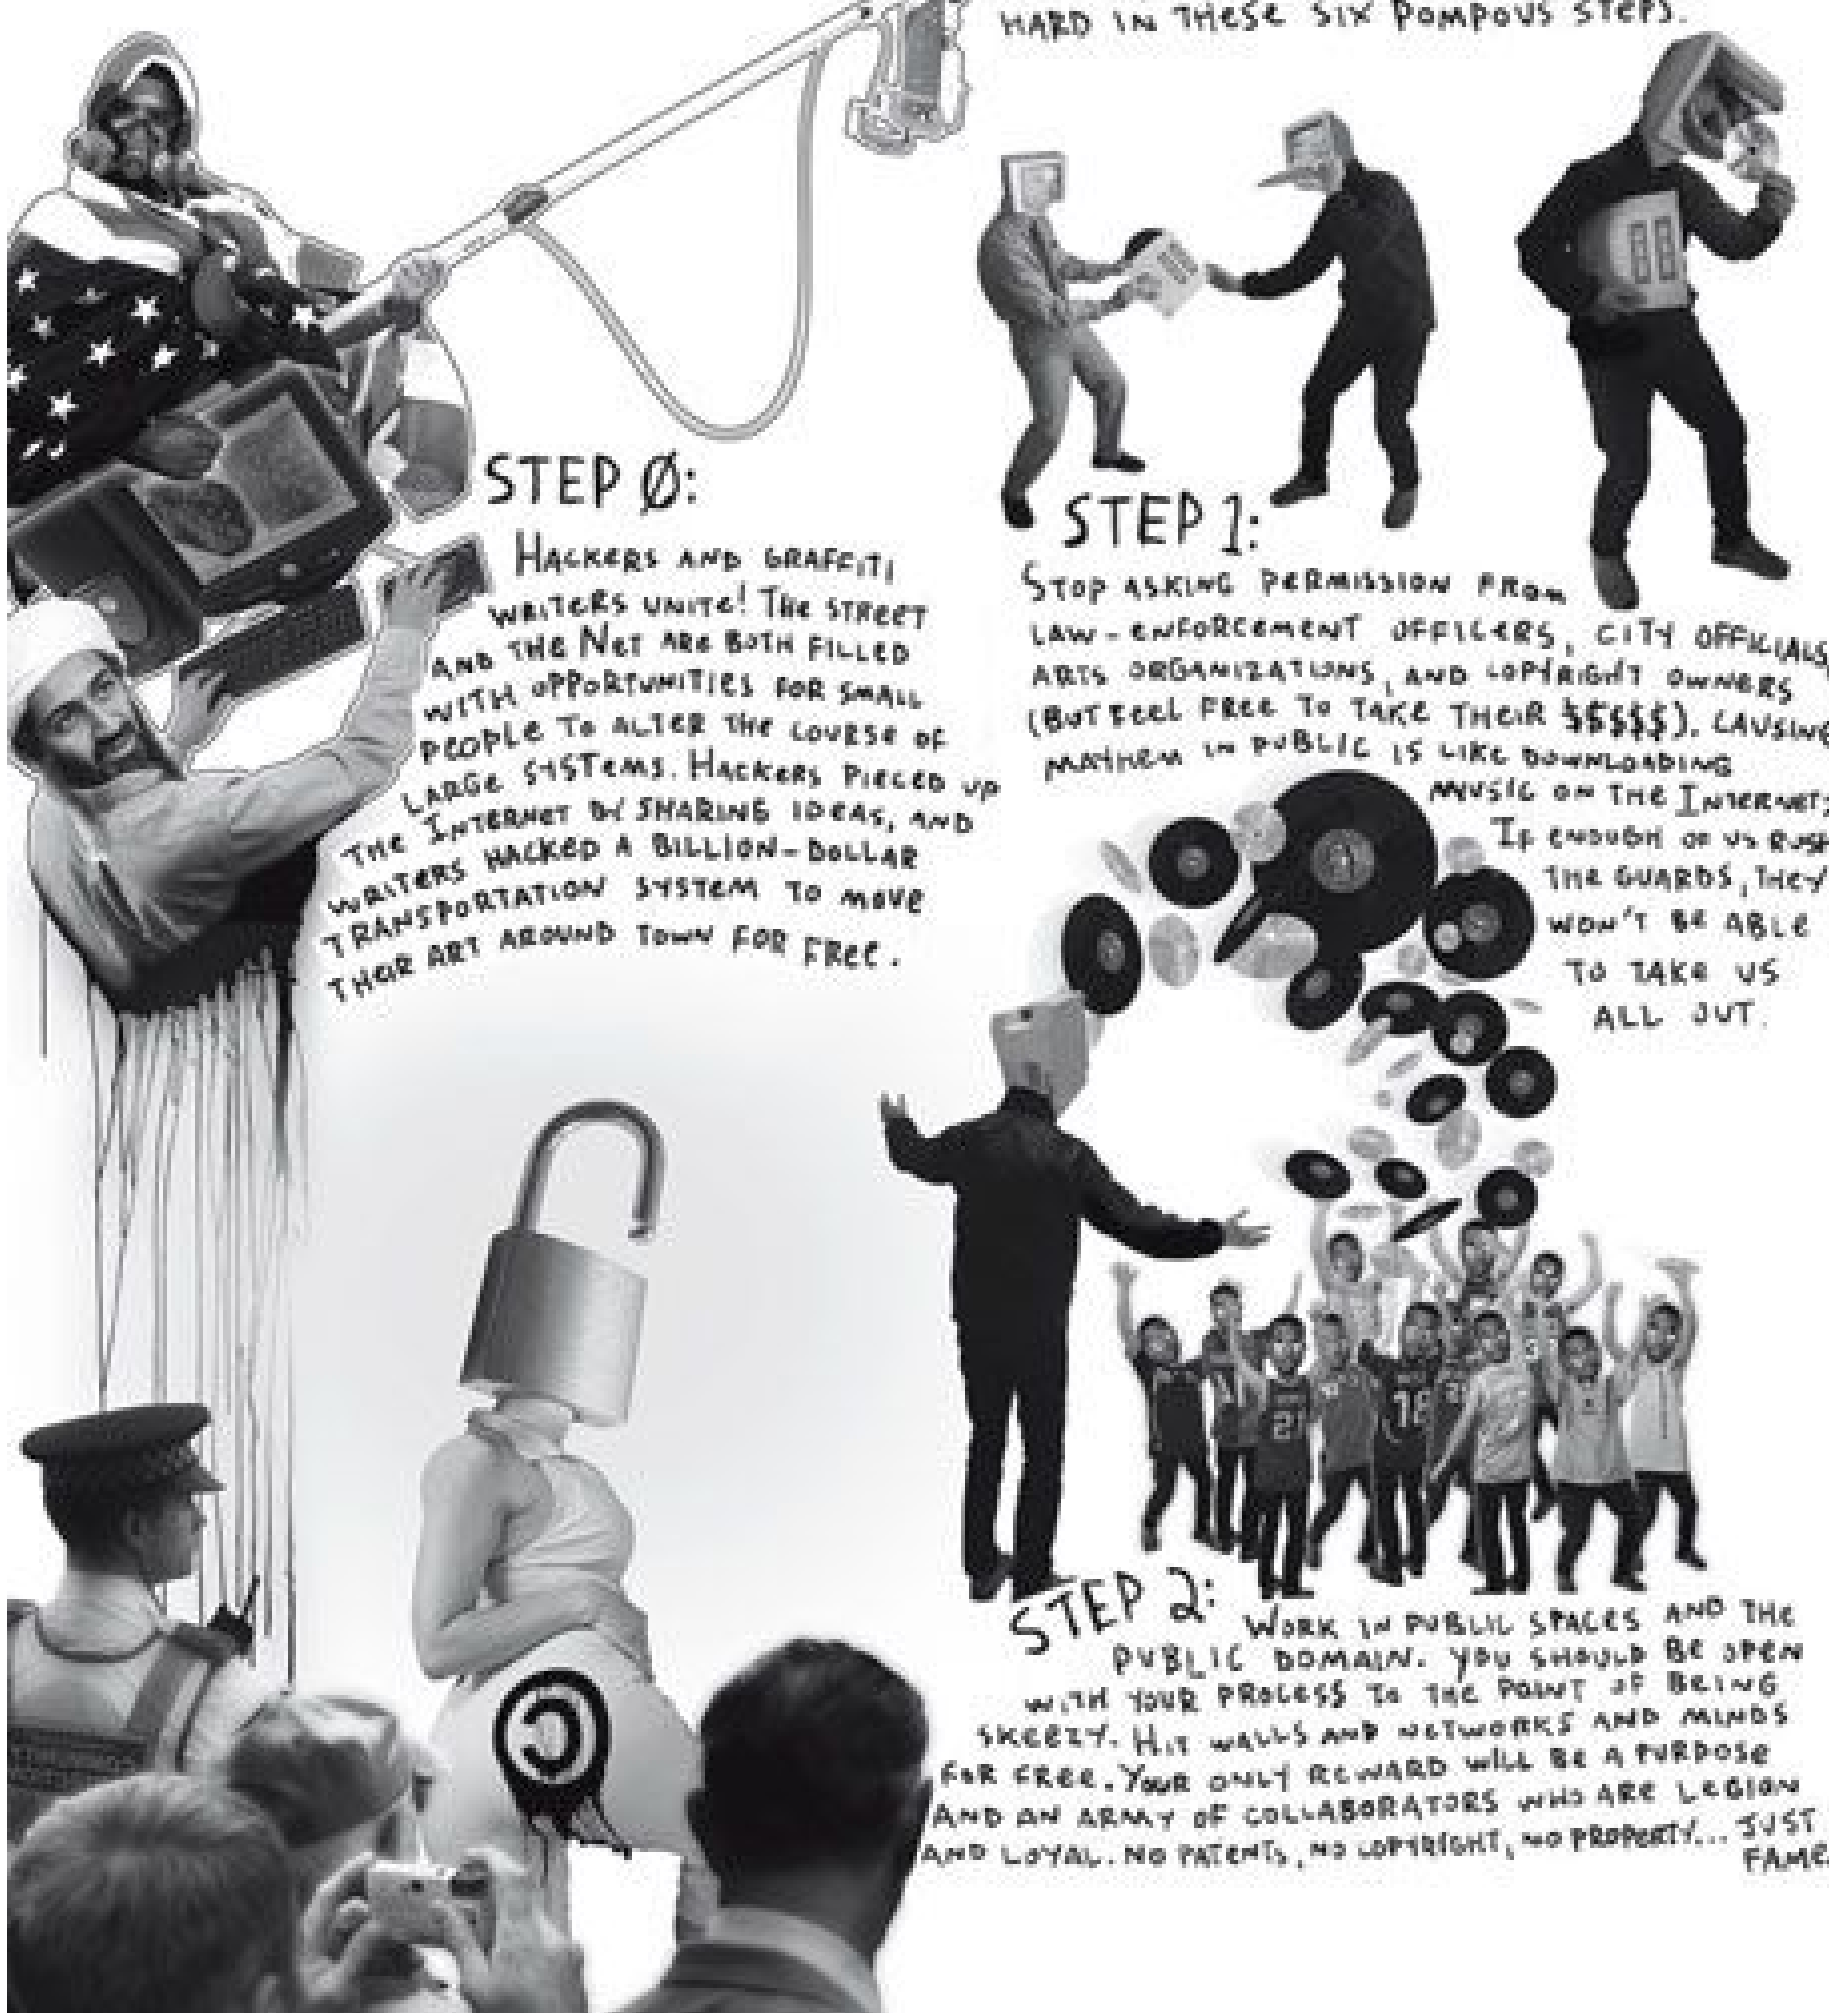 HARD IN THESE SIX POMPOUS STEPS.
STEP Ø:
HACKERS AND GRAFFITI
WRITERS UNITE! THE STREET
AND THE NET ARE BOTH FILLED
WITH OPPORTUNITIES FOR SMALL
PEOPLE TO ALTER THE COURSE OF
LARGE SYSTEMS. HACKERS PIECED UP
THE INTERNET BY SHARING IDEAS, AND
WRITERS HACKED A BILLION-DOLLAR
TRANSPORTATION SYSTEM TO MOVE
THEIR ART AROUND TOWN FOR FREE.
STEP 1:
STOP ASKING PERMISSION FROM
LAW-ENFORCEMENT OFFICERS, CITY OFFICIALS,
ARTS ORGANIZATIONS, AND COPYRIGHT OWNERS
(BUT FEEL FREE TO TAKE THEIR $$$$$). CAUSING
MAYHEM IN PUBLIC IS LIKE DOWNLOADING
MUSIC ON THE INTERNET:
IF ENOUGH OF US RUSH
THE GUARDS, THEY
WON'T BE ABLE
TO TAKE US
ALL OUT.
21
78
STEP 2: WORK IN PUBLIC SPACES AND THE
PUBLIC DOMAIN. YOU SHOULD BE OPEN
WITH YOUR PROCESS TO THE POINT OF BEING
SKEEZY. HIT WALLS AND NETWORKS AND MINDS
FOR FREE. YOUR ONLY REWARD WILL BE A PURPOSE
AND AN ARMY OF COLLABORATORS WHO ARE LEGION
AND LOYAL. NO PATENTS, NO COPYRIGHT, NO PROPERTY... JUST
FAME.